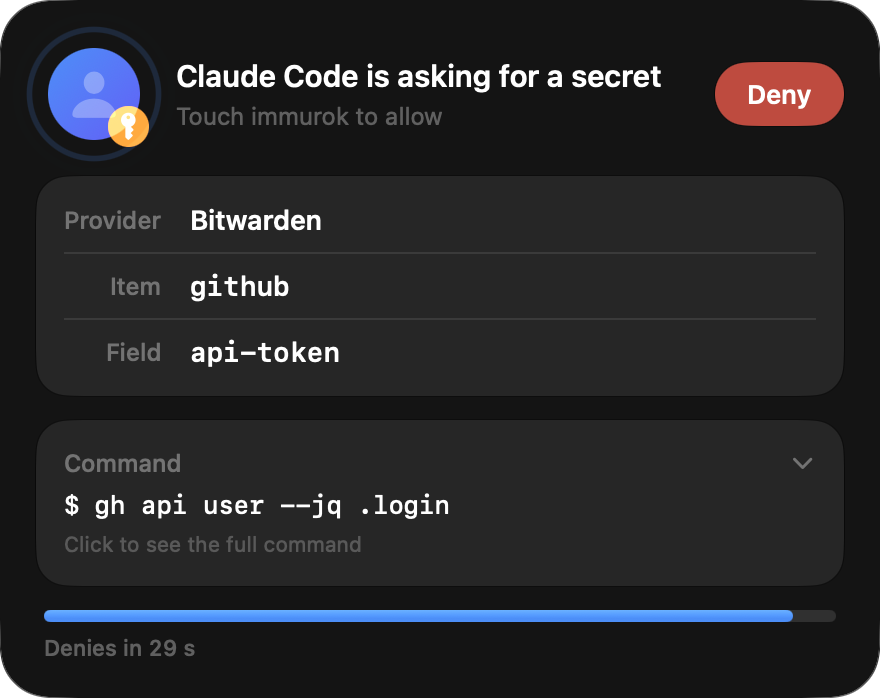 Claude Code is asking for a secret
Touch immurok to allow
Deny
Provider Bitwarden
Item github
Field api-token
Command
$ gh api user --jq .login
Click to see the full command
Denies in 29 s